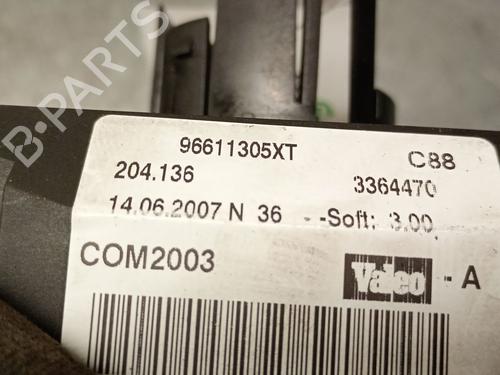 B-PARTS
96611305XT C88
204.136 3364470
14.06.2007 N 36 --Soft: 3.00
COM2003 Valeo - A